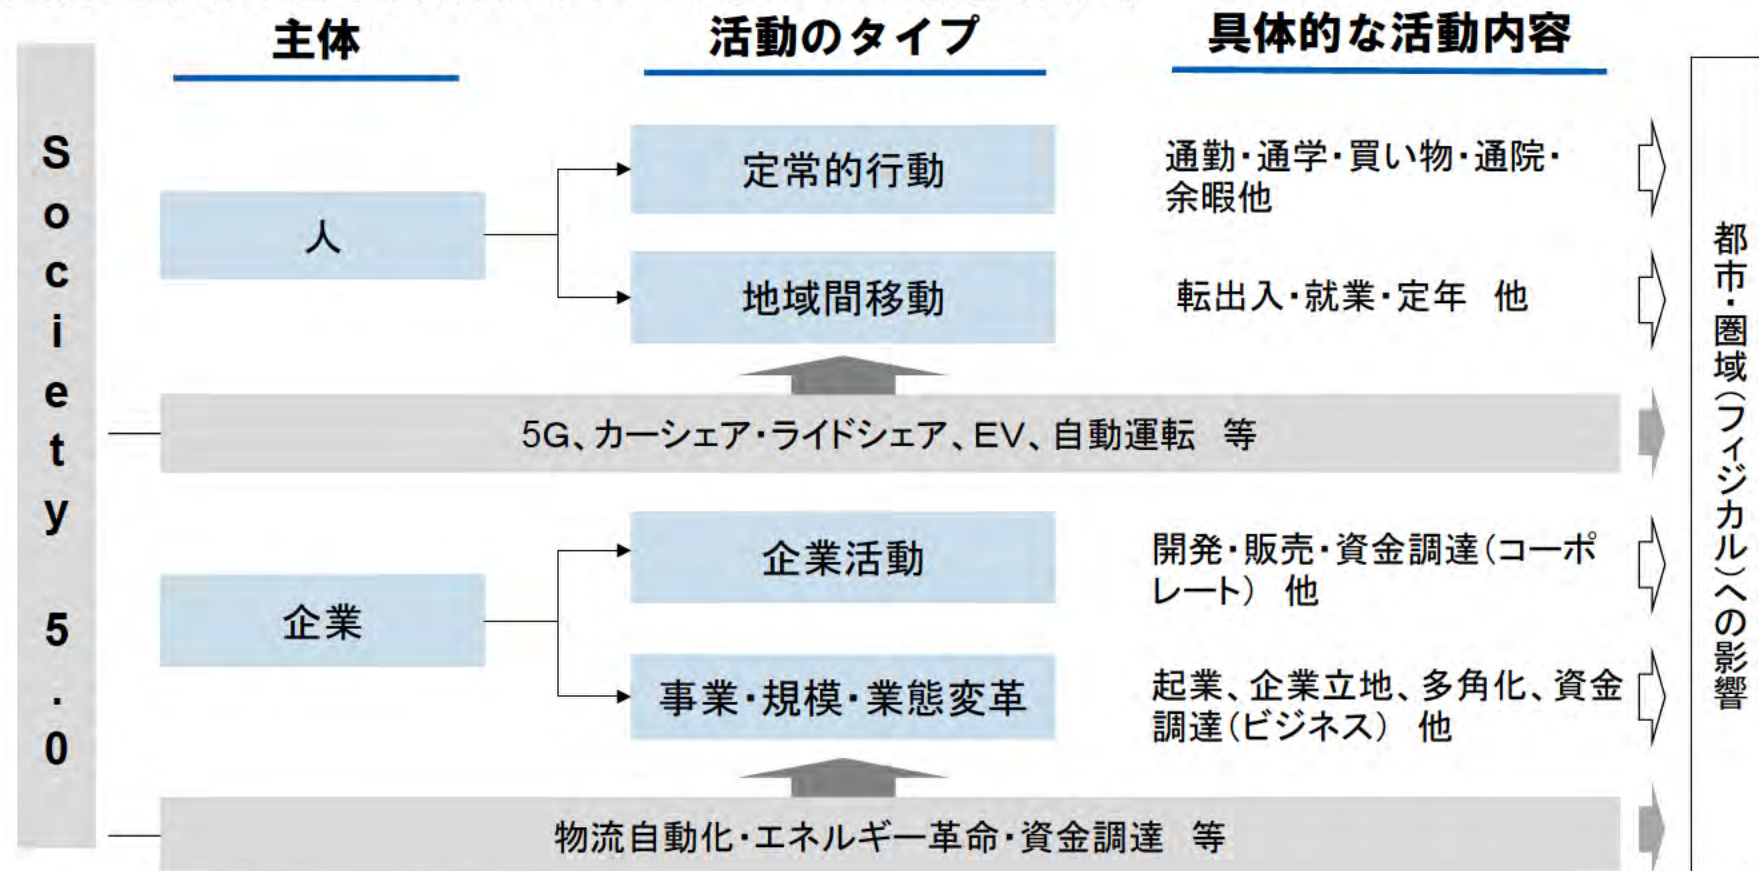 主体
活動のタイプ
具体的な活動内容
Society 5.0
人
定常的行動
通勤・通学・買い物・通院・
余暇他
地域間移動
転出入・就業・定年 他
5G、カーシェア・ライドシェア、EV、自動運転 等
企業
企業活動
開発・販売・資金調達(コーポ
レート) 他
事業・規模・業態変革
起業、企業立地、多角化、資金
調達(ビジネス) 他
物流自動化・エネルギー革命・資金調達 等
都市・圏域(フィジカル)への影響